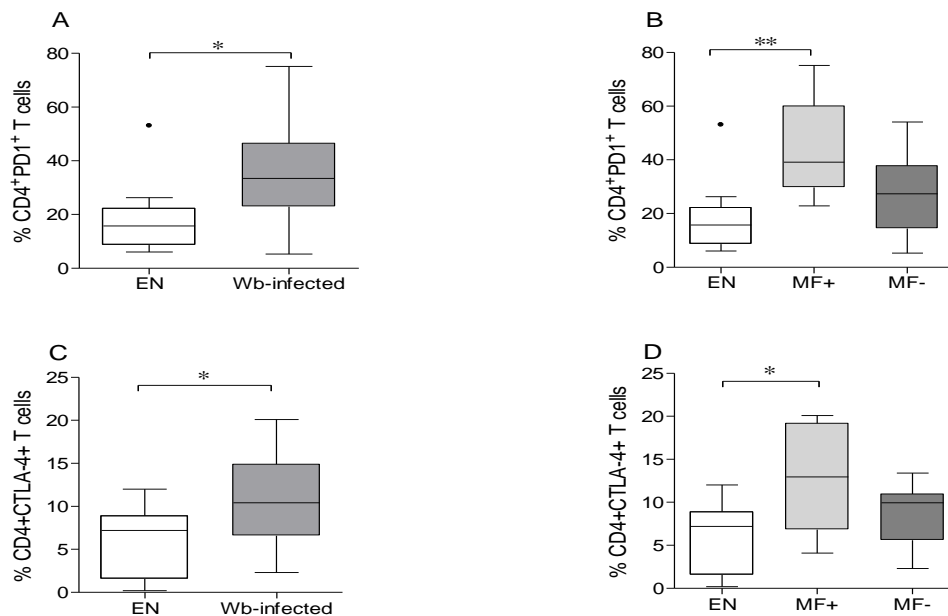 A
% CD4⁺PD1⁺ T cells
80
60
40
20
0
*
EN Wb-infected
B
% CD4⁺PD1⁺ T cells
80
60
40
20
0
**
EN MF+ MF-
C
% CD4+CTLA-4+ T cells
25
20
15
10
5
0
*
EN Wb-infected
D
% CD4+CTLA-4+ T cells
25
20
15
10
5
0
*
EN MF+ MF-